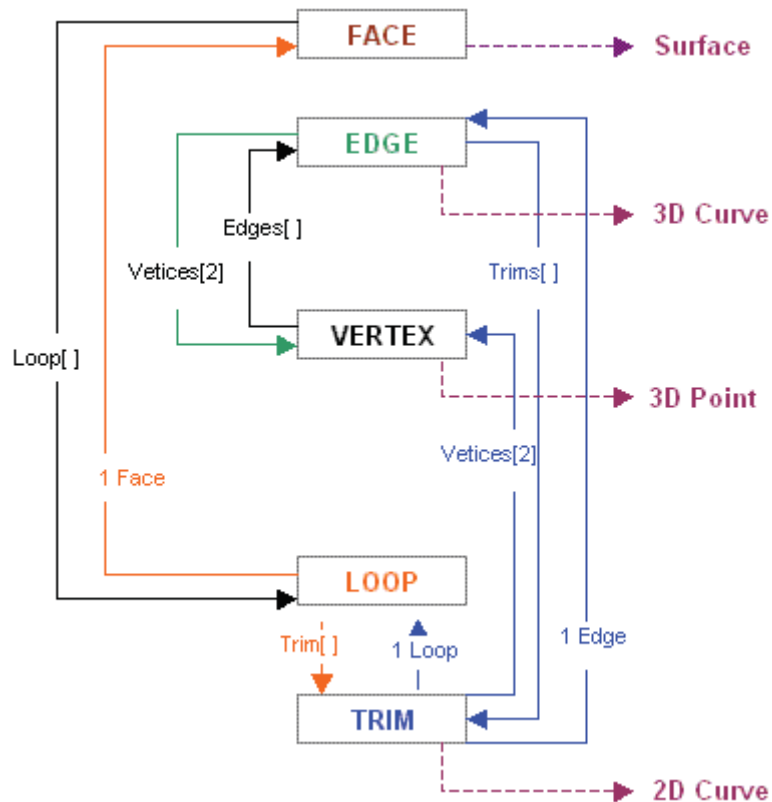 FACE
Surface
EDGE
3D Curve
Edges[ ]
Vetices[2]
Trims[ ]
VERTEX
Loop[ ]
3D Point
Vetices[2]
1 Face
LOOP
1 Edge
Trim[ ]
1 Loop
TRIM
2D Curve